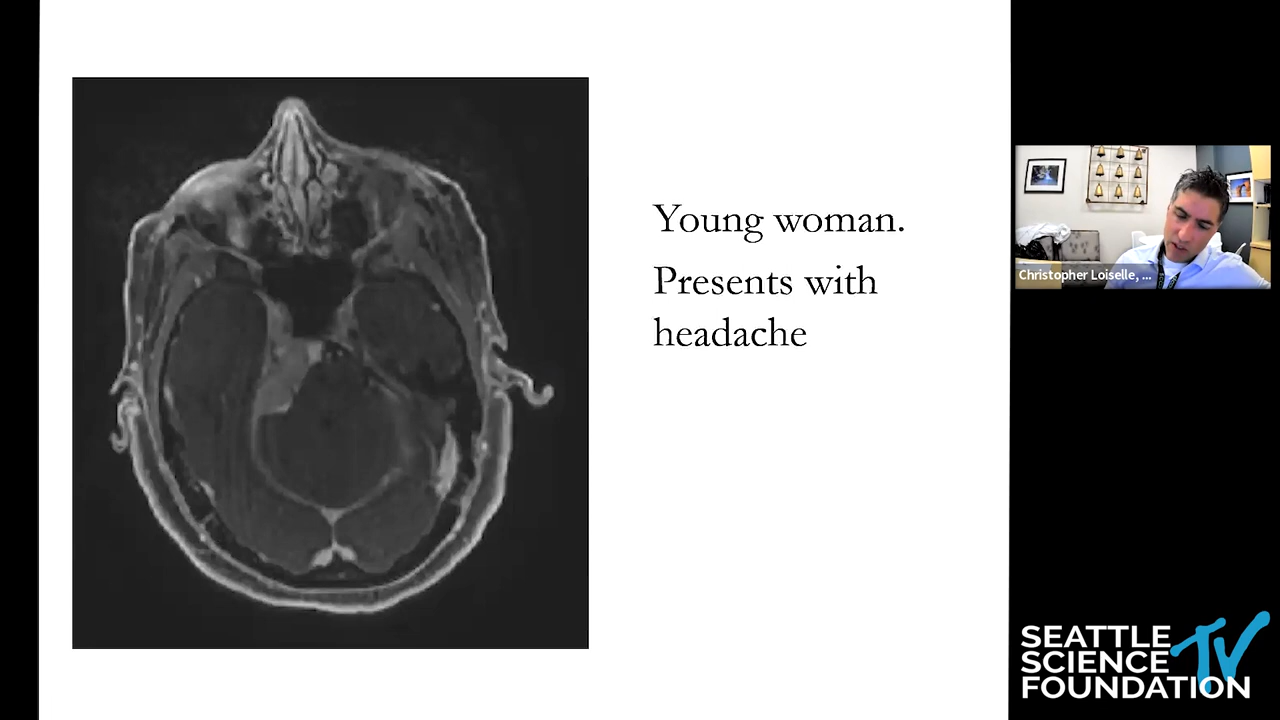 Young woman.
Presents with
headache
Christopher Loiselle, ...
SEATTLE
SCIENCE
FOUNDATION
TV